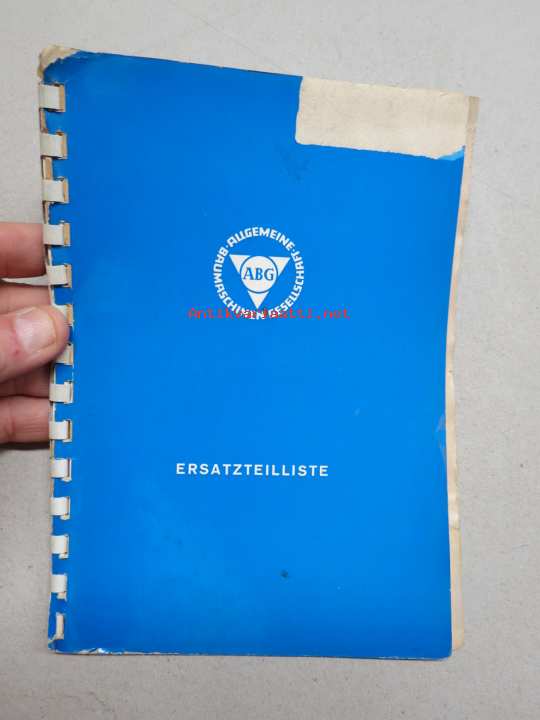 ALLGEMEINE·BAUMASCHINEN-GESELLSCHAFT·
ABG
Antikvariaatti.net
ERSATZTEILLISTE